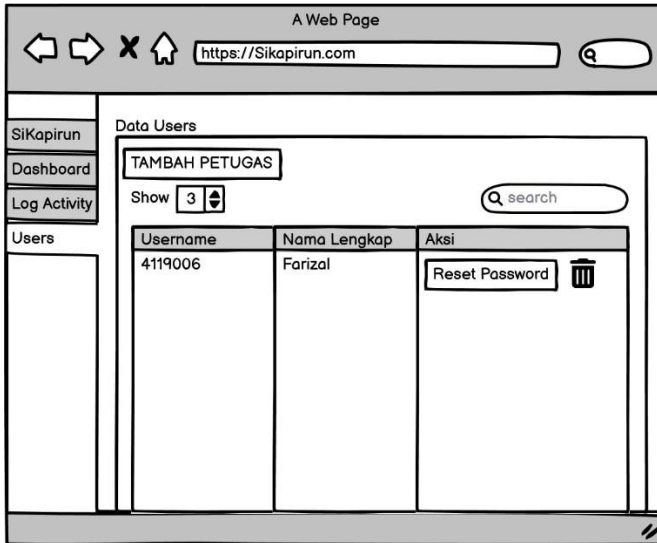 A Web Page
https://Sikapirun.com
SiKapirun
Dashboard
Log Activity
Users
Data Users
TAMBAH PETUGAS
Show 3
search
Username Nama Lengkap Aksi
4119006 Farizal Reset Password